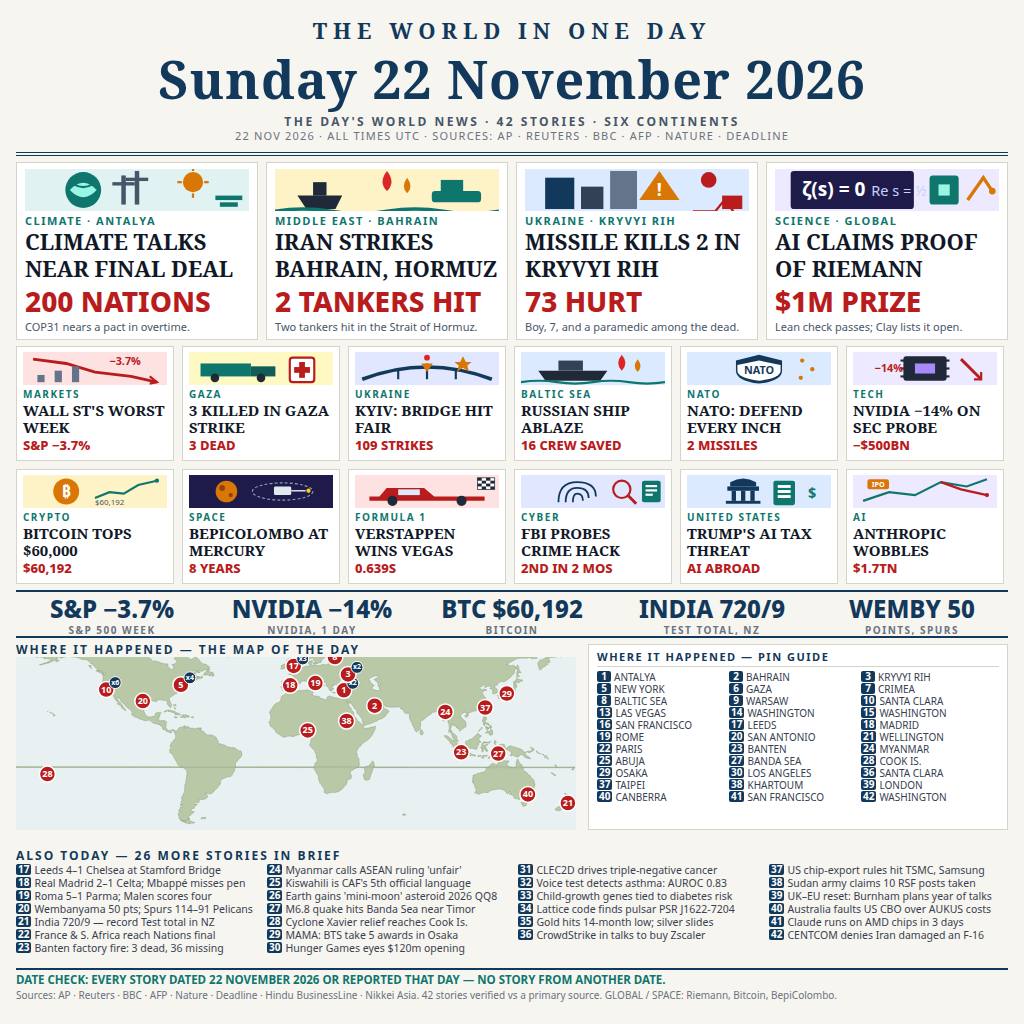 THE WORLD IN ONE DAY
Sunday 22 November 2026
THE DAY'S WORLD NEWS · 42 STORIES · SIX CONTINENTS
22 NOV 2026 · ALL TIMES UTC · SOURCES: AP · REUTERS · BBC · AFP · NATURE · DEADLINE
CLIMATE · ANTALYA
CLIMATE TALKS
NEAR FINAL DEAL
200 NATIONS
COP31 nears a pact in overtime.
MIDDLE EAST · BAHRAIN
IRAN STRIKES
BAHRAIN, HORMUZ
2 TANKERS HIT
Two tankers hit in the Strait of Hormuz.
!
UKRAINE · KRYVYI RIH
MISSILE KILLS 2 IN
KRYVYI RIH
73 HURT
Boy, 7, and a paramedic among the dead.
ζ(s) = 0 Re s = ½
SCIENCE · GLOBAL
AI CLAIMS PROOF
OF RIEMANN
$1M PRIZE
Lean check passes; Clay lists it open.
−3.7%
MARKETS
WALL ST'S WORST
WEEK
S&P −3.7%
GAZA
3 KILLED IN GAZA
STRIKE
3 DEAD
UKRAINE
KYIV: BRIDGE HIT
FAIR
109 STRIKES
BALTIC SEA
RUSSIAN SHIP
ABLAZE
16 CREW SAVED
NATO
NATO
NATO: DEFEND
EVERY INCH
2 MISSILES
−14%
TECH
NVIDIA −14% ON
SEC PROBE
−$500BN
₿
$60,192
CRYPTO
BITCOIN TOPS
$60,000
$60,192
SPACE
BEPICOLOMBO AT
MERCURY
8 YEARS
FORMULA 1
VERSTAPPEN
WINS VEGAS
0.639S
CYBER
FBI PROBES
CRIME HACK
2ND IN 2 MOS
$
UNITED STATES
TRUMP'S AI TAX
THREAT
AI ABROAD
IPO
AI
ANTHROPIC
WOBBLES
$1.7TN
S&P −3.7%
S&P 500 WEEK
NVIDIA −14%
NVIDIA, 1 DAY
BTC $60,192
BITCOIN
INDIA 720/9
TEST TOTAL, NZ
WEMBY 50
POINTS, SPURS
WHERE IT HAPPENED — THE MAP OF THE DAY
17
3
x2
10
x6
5
x4
18
19
1
x2
20
2
29
24
37
38
25
23
27
28
40
21
WHERE IT HAPPENED — PIN GUIDE
1 ANTALYA
2 BAHRAIN
3 KRYVYI RIH
5 NEW YORK
6 GAZA
7 CRIMEA
8 BALTIC SEA
9 WARSAW
10 SANTA CLARA
13 LAS VEGAS
14 WASHINGTON
15 WASHINGTON
16 SAN FRANCISCO
17 LEEDS
18 MADRID
19 ROME
20 SAN ANTONIO
21 WELLINGTON
22 PARIS
23 BANTEN
24 MYANMAR
25 ABUJA
27 BANDA SEA
28 COOK IS.
29 OSAKA
30 LOS ANGELES
36 SANTA CLARA
37 TAIPEI
38 KHARTOUM
39 LONDON
40 CANBERRA
41 SAN FRANCISCO
42 WASHINGTON
ALSO TODAY — 26 MORE STORIES IN BRIEF
17 Leeds 4–1 Chelsea at Stamford Bridge
18 Real Madrid 2–1 Celta; Mbappé misses pen
19 Roma 5–1 Parma; Malen scores four
20 Wembanyama 50 pts; Spurs 114–91 Pelicans
21 India 720/9 — record Test total in NZ
22 France & S. Africa reach Nations final
23 Banten factory fire: 3 dead, 36 missing
24 Myanmar calls ASEAN ruling 'unfair'
25 Kiswahili is CAF's 5th official language
26 Earth gains 'mini-moon' asteroid 2026 QQ8
27 M6.8 quake hits Banda Sea near Timor
28 Cyclone Xavier relief reaches Cook Is.
29 MAMA: BTS take 5 awards in Osaka
30 Hunger Games eyes $120m opening
31 CLEC2D drives triple-negative cancer
32 Voice test detects asthma: AUROC 0.83
33 Child-growth genes tied to diabetes risk
34 Lattice code finds pulsar PSR J1622-7204
35 Gold hits 14-month low; silver slides
36 CrowdStrike in talks to buy Zscaler
37 US chip-export rules hit TSMC, Samsung
38 Sudan army claims 10 RSF posts taken
39 UK–EU reset: Burnham plans year of talks
40 Australia faults US CBO over AUKUS costs
41 Claude runs on AMD chips in 3 days
42 CENTCOM denies Iran damaged an F-16
DATE CHECK: EVERY STORY DATED 22 NOVEMBER 2026 OR REPORTED THAT DAY — NO STORY FROM ANOTHER DATE.
Sources: AP · Reuters · BBC · AFP · Nature · Deadline · Hindu BusinessLine · Nikkei Asia. 42 stories verified vs a primary source. GLOBAL / SPACE: Riemann, Bitcoin, BepiColombo.